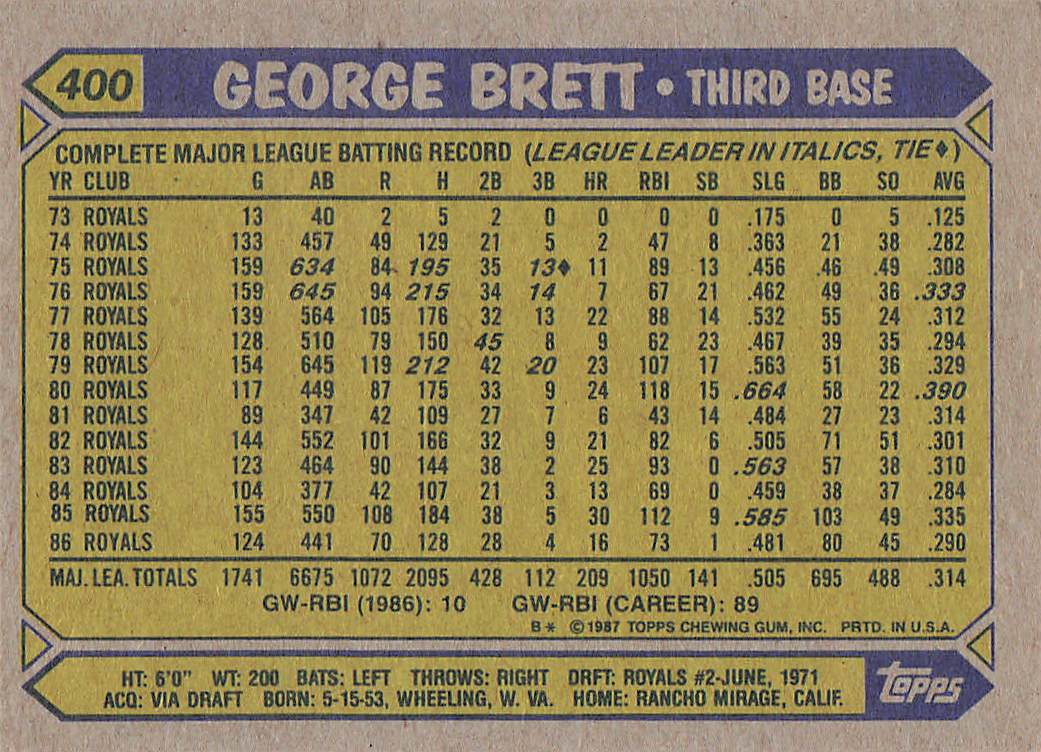 400 GEORGE BRETT • THIRD BASE
COMPLETE MAJOR LEAGUE BATTING RECORD (LEAGUE LEADER IN ITALICS, TIE♦)
YR CLUB G AB R H 2B 3B HR RBI SB SLG BB SO AVG
73 ROYALS 13 40 2 5 2 0 0 0 0 .175 0 5 .125
74 ROYALS 133 457 49 129 21 5 2 47 8 .363 21 38 .282
75 ROYALS 159 634 84 195 35 13♦ 11 89 13 .456 .46 .49 .308
76 ROYALS 159 645 94 215 34 14 7 67 21 .462 49 36 .333
77 ROYALS 139 564 105 176 32 13 22 88 14 .532 55 24 .312
78 ROYALS 128 510 79 150 45 8 9 62 23 .467 39 35 .294
79 ROYALS 154 645 119 212 42 20 23 107 17 .563 51 36 .329
80 ROYALS 117 449 87 175 33 9 24 118 15 .664 58 22 .390
81 ROYALS 89 347 42 109 27 7 6 43 14 .484 27 23 .314
82 ROYALS 144 552 101 166 32 9 21 82 6 .505 71 51 .301
83 ROYALS 123 464 90 144 38 2 25 93 0 .563 57 38 .310
84 ROYALS 104 377 42 107 21 3 13 69 0 .459 38 37 .284
85 ROYALS 155 550 108 184 38 5 30 112 9 .585 103 49 .335
86 ROYALS 124 441 70 128 28 4 16 73 1 .481 80 45 .290
MAJ. LEA. TOTALS 1741 6675 1072 2095 428 112 209 1050 141 .505 695 488 .314
GW-RBI (1986): 10 GW-RBI (CAREER): 89
B* ©1987 TOPPS CHEWING GUM, INC. PRTD. IN U.S.A.
HT: 6'0" WT: 200 BATS: LEFT THROWS: RIGHT DRFT: ROYALS #2-JUNE, 1971
ACQ: VIA DRAFT BORN: 5-15-53, WHEELING, W. VA. HOME: RANCHO MIRAGE, CALIF.
Topps